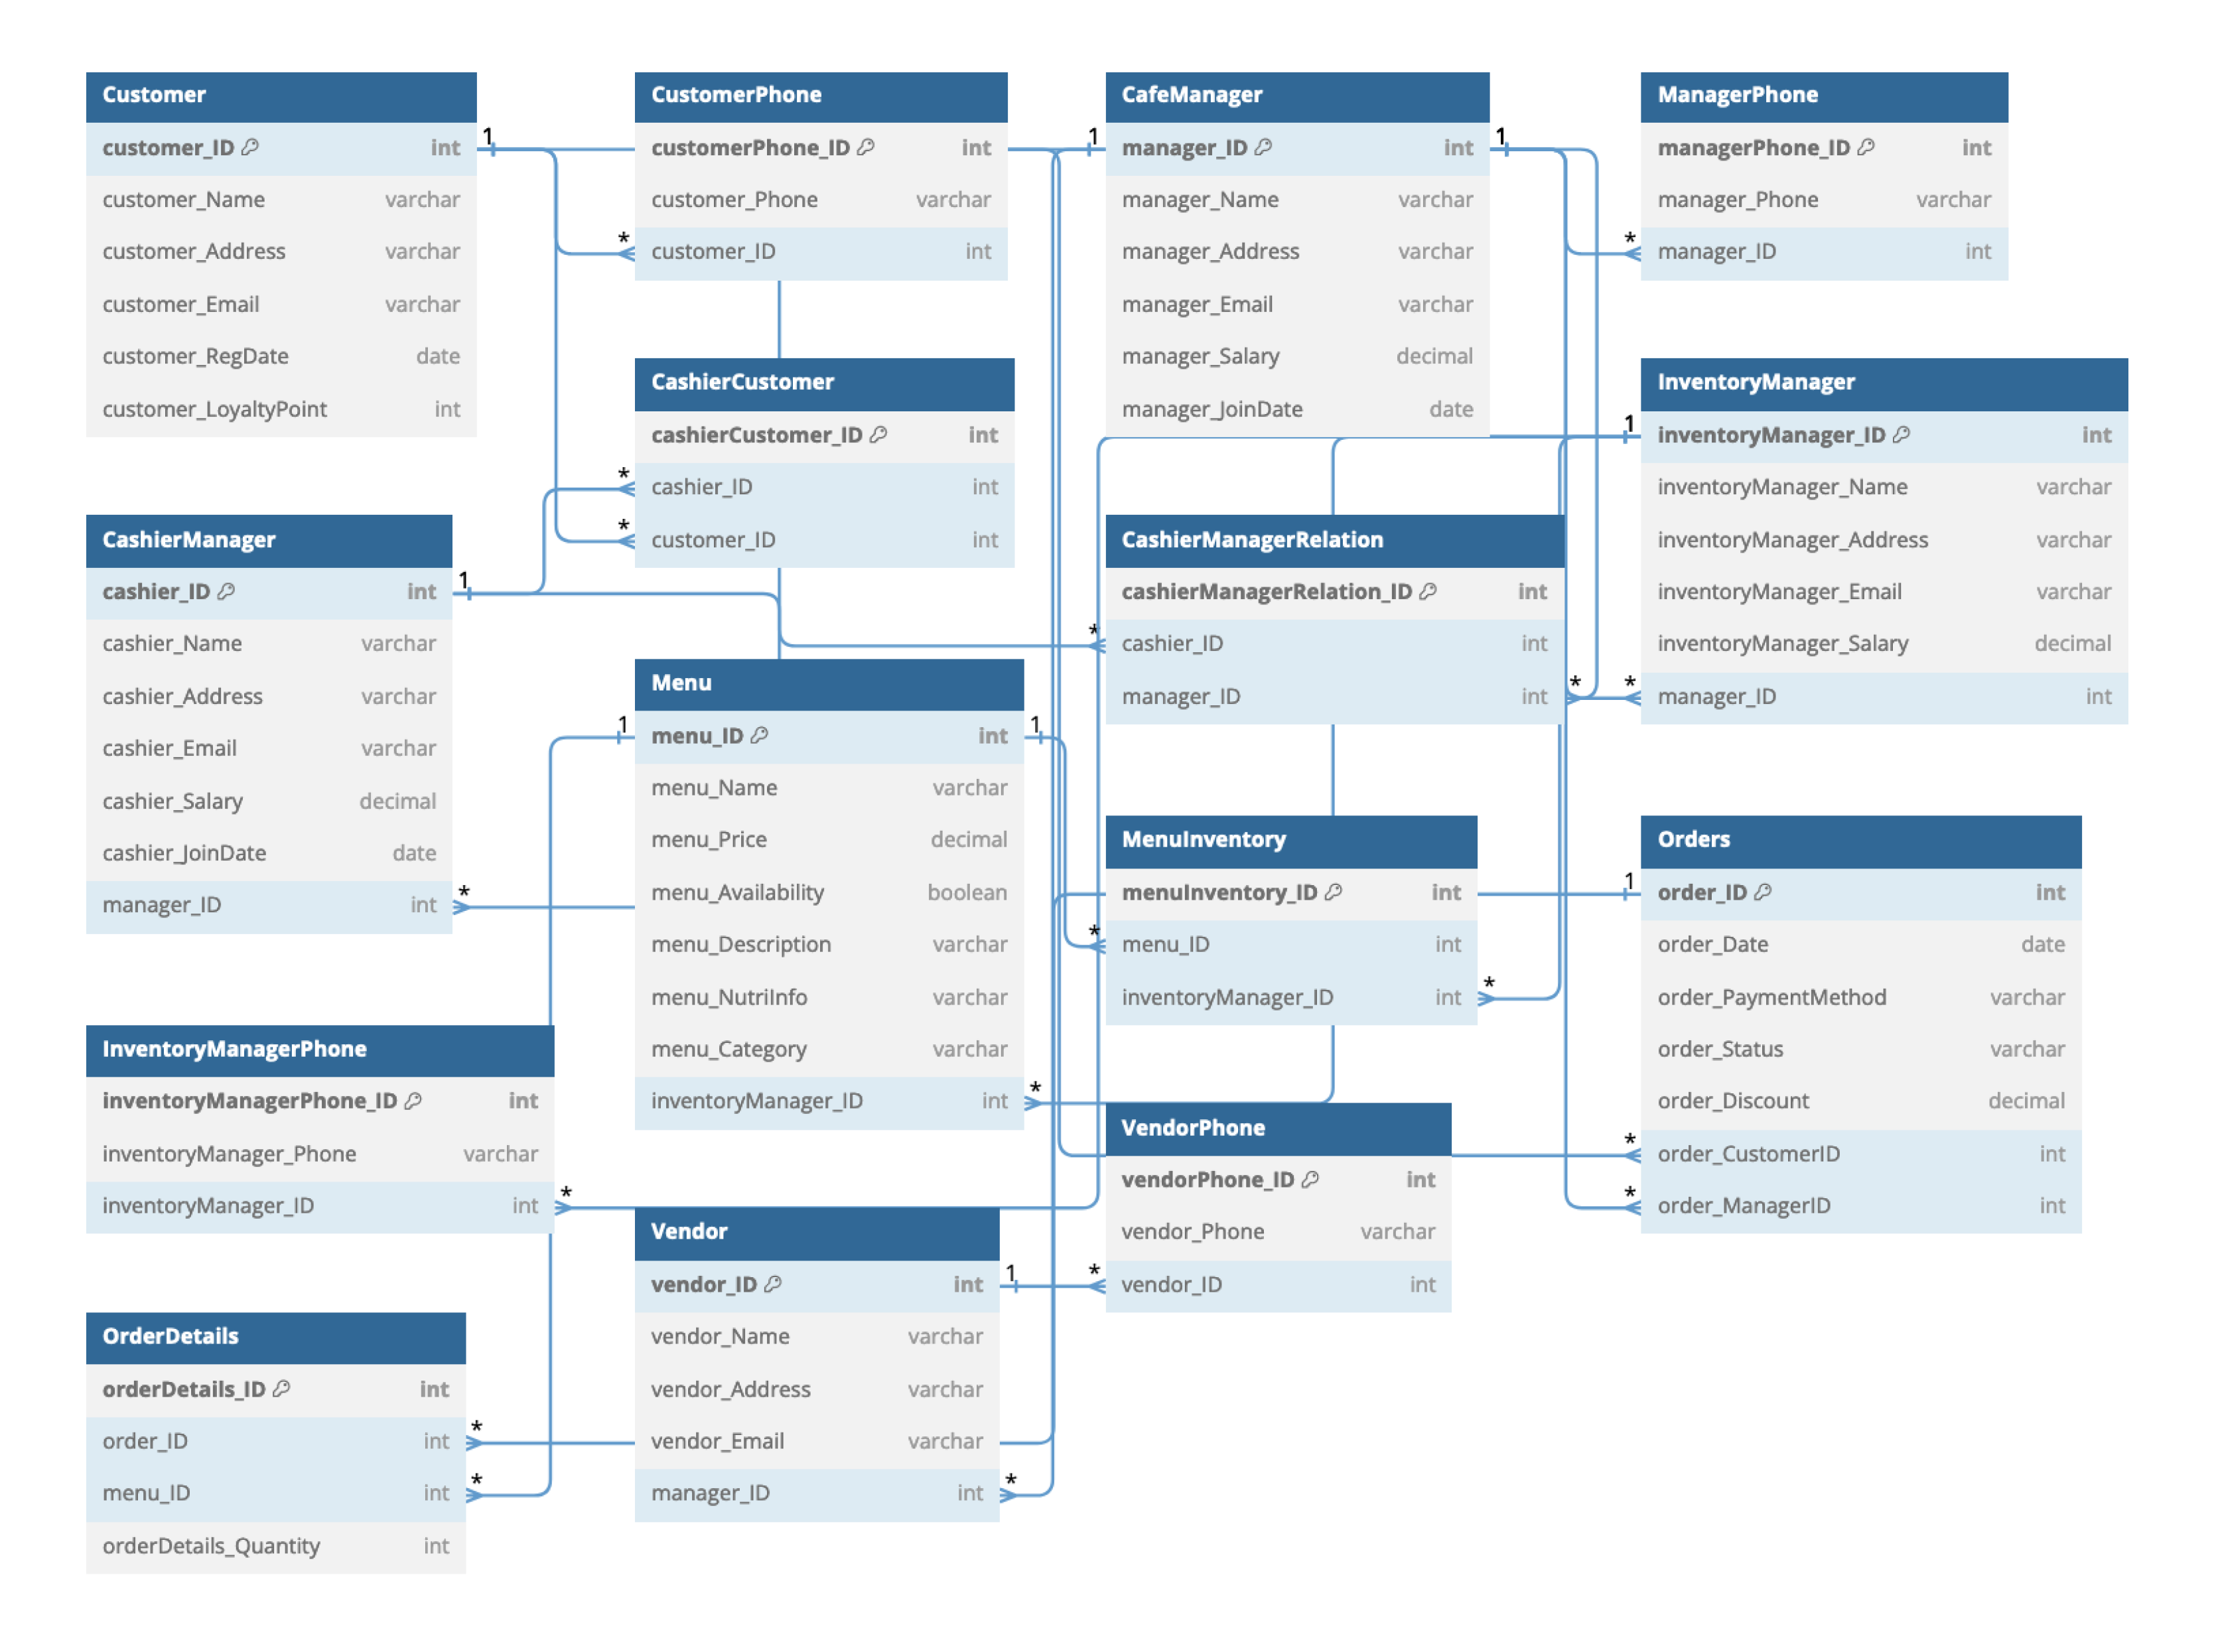 Customer
customer_ID int
customer_Name varchar
customer_Address varchar
customer_Email varchar
customer_RegDate date
customer_LoyaltyPoint int
1
CustomerPhone
customerPhone_ID int
customer_Phone varchar
* customer_ID int
CafeManager
1 manager_ID int 1
manager_Name varchar
manager_Address varchar
manager_Email varchar
manager_Salary decimal
manager_JoinDate date
ManagerPhone
managerPhone_ID int
manager_Phone varchar
* manager_ID int
CashierCustomer
cashierCustomer_ID int
* cashier_ID int
* customer_ID int
InventoryManager
1 inventoryManager_ID int
inventoryManager_Name varchar
inventoryManager_Address varchar
inventoryManager_Email varchar
inventoryManager_Salary decimal
* manager_ID int
CashierManager
cashier_ID int 1
cashier_Name varchar
cashier_Address varchar
cashier_Email varchar
cashier_Salary decimal
cashier_JoinDate date
manager_ID int *
CashierManagerRelation
cashierManagerRelation_ID int
* cashier_ID int
manager_ID int *
Menu
1 menu_ID int 1
menu_Name varchar
menu_Price decimal
menu_Availability boolean
menu_Description varchar
menu_NutriInfo varchar
menu_Category varchar
inventoryManager_ID int *
MenuInventory
menuInventory_ID int
* menu_ID int
inventoryManager_ID int *
Orders
1 order_ID int
order_Date date
order_PaymentMethod varchar
order_Status varchar
order_Discount decimal
* order_CustomerID int
* order_ManagerID int
InventoryManagerPhone
inventoryManagerPhone_ID int
inventoryManager_Phone varchar
inventoryManager_ID int *
VendorPhone
vendorPhone_ID int
vendor_Phone varchar
* vendor_ID int
Vendor
vendor_ID int 1
vendor_Name varchar
vendor_Address varchar
vendor_Email varchar
manager_ID int *
OrderDetails
orderDetails_ID int
order_ID int *
menu_ID int *
orderDetails_Quantity int